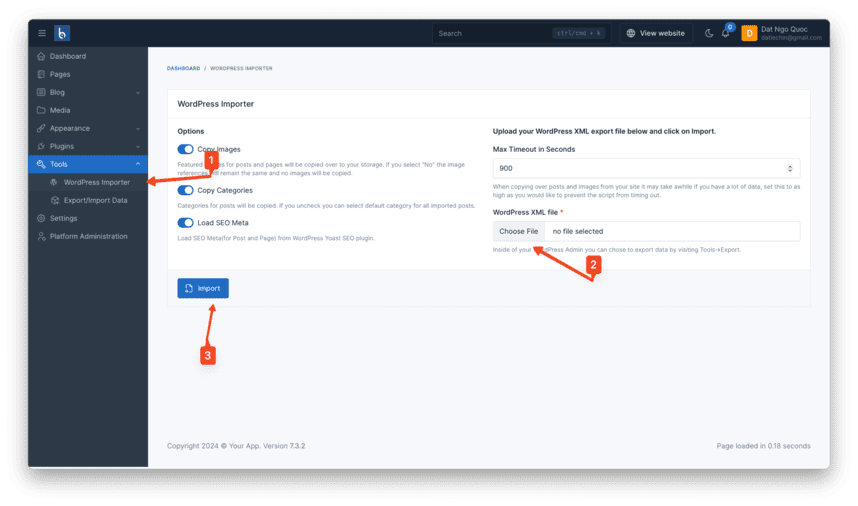 Search
ctrl/cmd + k
View website
0
D
Dat Ngo Quoc
datlechin@gmail.com
Dashboard
Pages
Blog
Media
Appearance
Plugins
Tools
WordPress Importer
Export/Import Data
Settings
Platform Administration
DASHBOARD / WORDPRESS IMPORTER
WordPress Importer
Options
Copy Images
1
Featured for posts and pages will be copied over to your storage. If you select "No" the image
references will remain the same and no images will be copied.
Copy Categories
Categories for posts will be copied. If you uncheck you can select default category for all imported posts.
Load SEO Meta
Load SEO Meta(for Post and Page) from WordPress Yoast SEO plugin.
Upload your WordPress XML export file below and click on Import.
Max Timeout in Seconds
900
When copying over posts and images from your site it may take awhile if you have a lot of data, set this to as
high as you would like to prevent the script from timing out.
WordPress XML file *
Choose File no file selected
Inside of your WordPress Admin you can chose to export data by visiting Tools->Export.
2
Import
3
Copyright 2024 © Your App. Version 7.3.2
Page loaded in 0.18 seconds